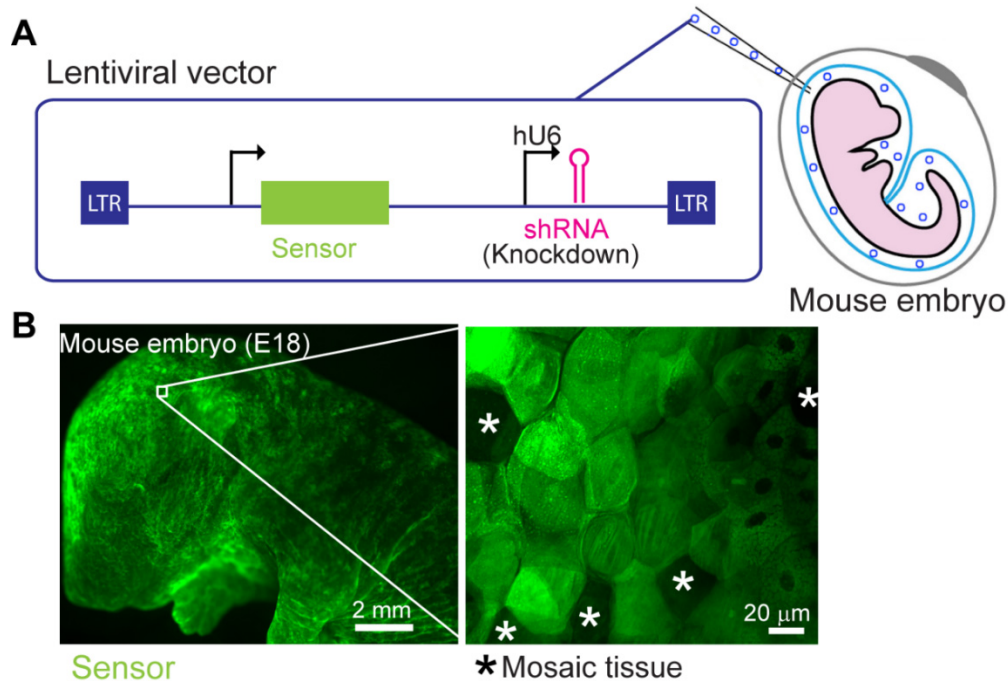 A
Lentiviral vector
hU6
LTR
LTR
Sensor
shRNA
(Knockdown)
Mouse embryo
B
Mouse embryo (E18)
* * * * *
2 mm
20 μm
Sensor
* Mosaic tissue